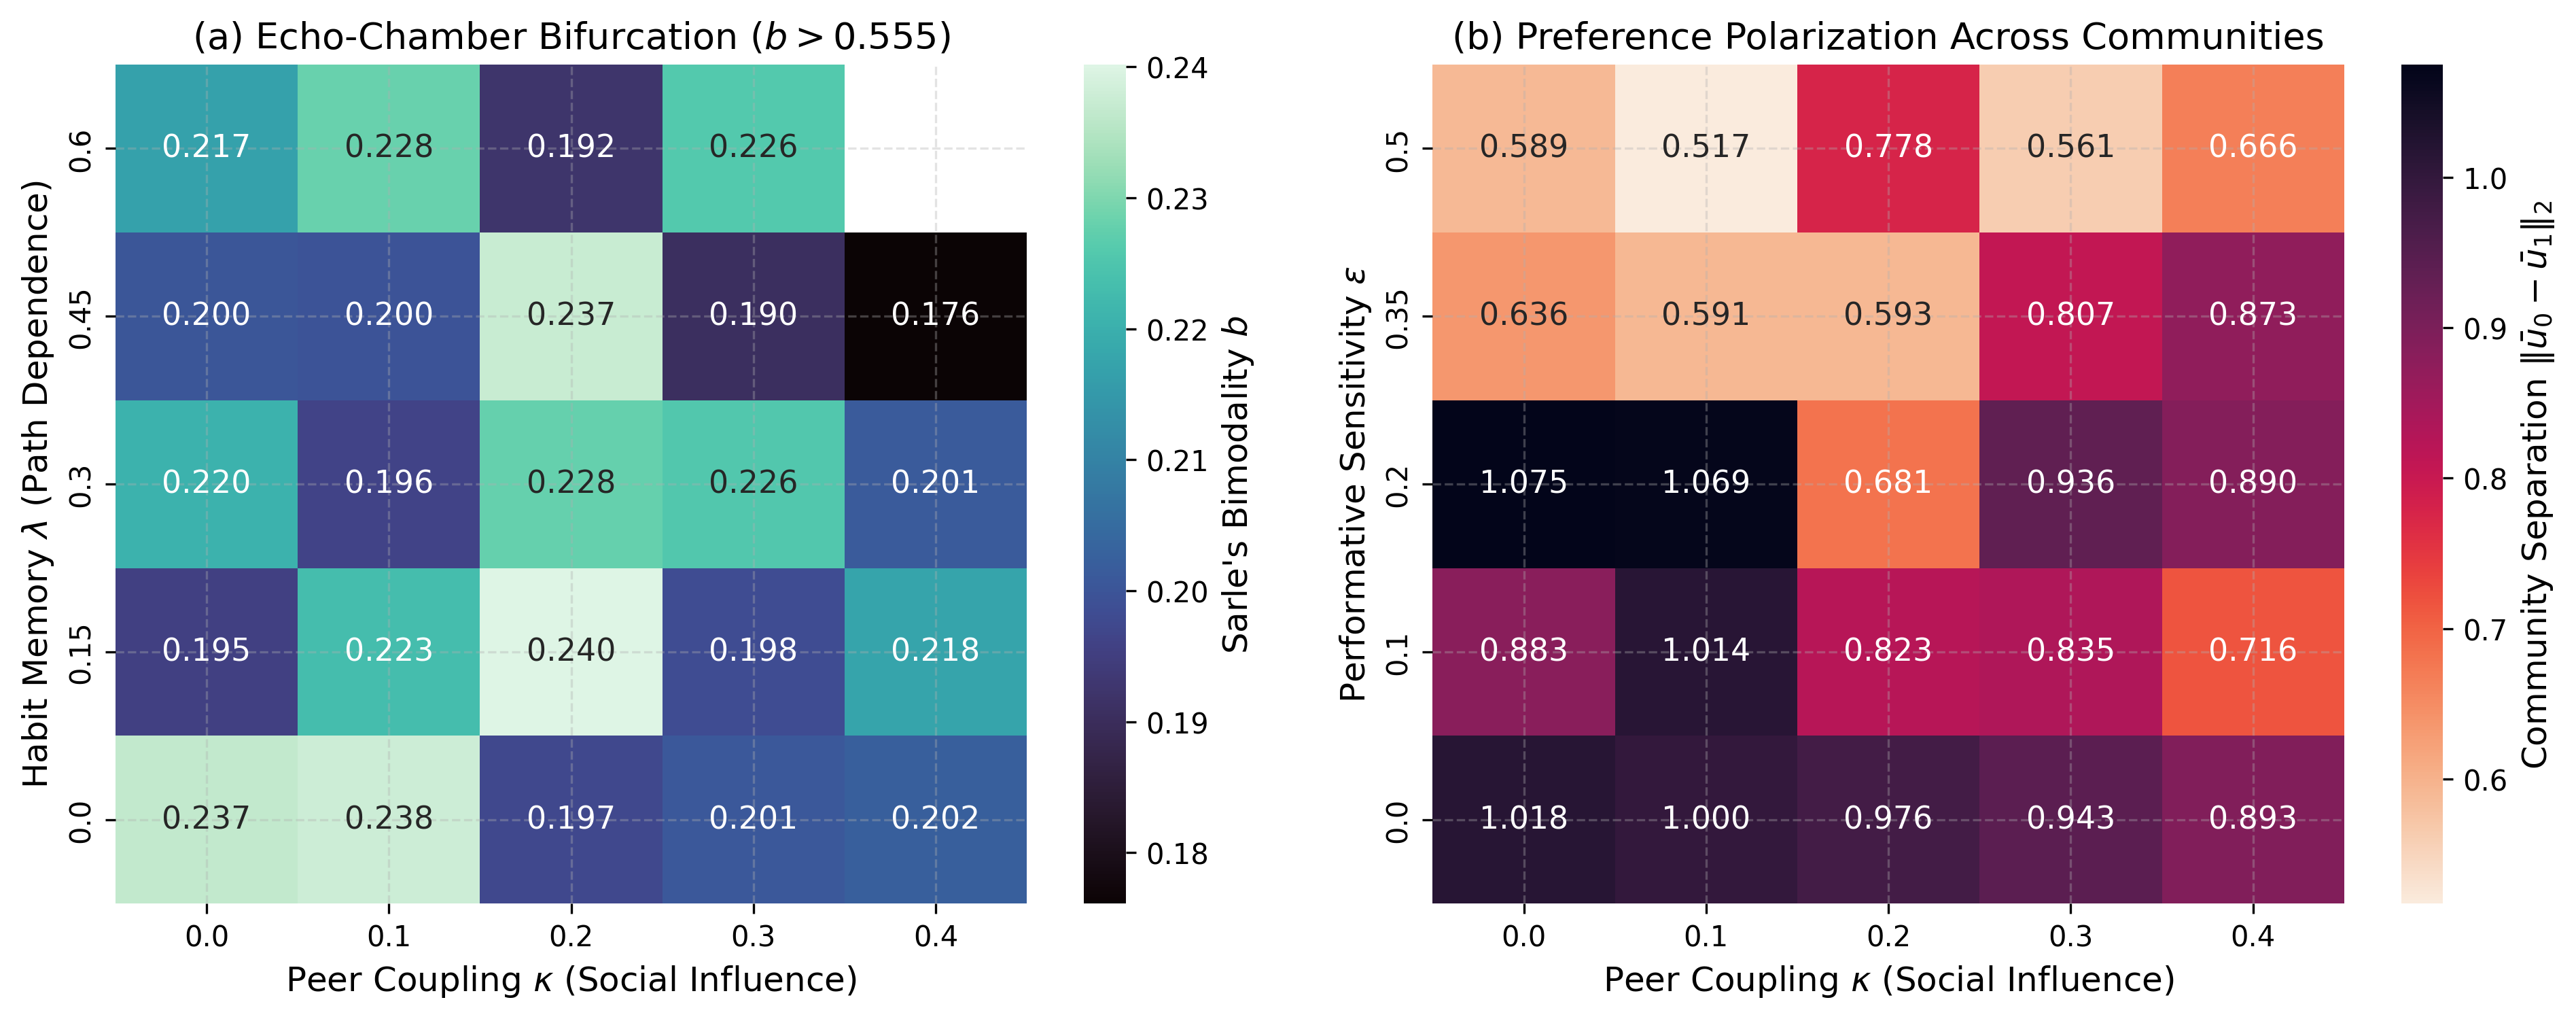 (a) Echo-Chamber Bifurcation (b > 0.555)
Habit Memory λ (Path Dependence)
0.6
0.45
0.3
0.15
0.0
0.217 0.228 0.192 0.226
0.200 0.200 0.237 0.190 0.176
0.220 0.196 0.228 0.226 0.201
0.195 0.223 0.240 0.198 0.218
0.237 0.238 0.197 0.201 0.202
0.0 0.1 0.2 0.3 0.4
Peer Coupling κ (Social Influence)
0.24
0.23
0.22
0.21
0.20
0.19
0.18
Sarle's Bimodality b
(b) Preference Polarization Across Communities
Performative Sensitivity ε
0.5
0.35
0.2
0.1
0.0
0.589 0.517 0.778 0.561 0.666
0.636 0.591 0.593 0.807 0.873
1.075 1.069 0.681 0.936 0.890
0.883 1.014 0.823 0.835 0.716
1.018 1.000 0.976 0.943 0.893
0.0 0.1 0.2 0.3 0.4
Peer Coupling κ (Social Influence)
1.0
0.9
0.8
0.7
0.6
Community Separation ‖ū₀ − ū₁‖₂